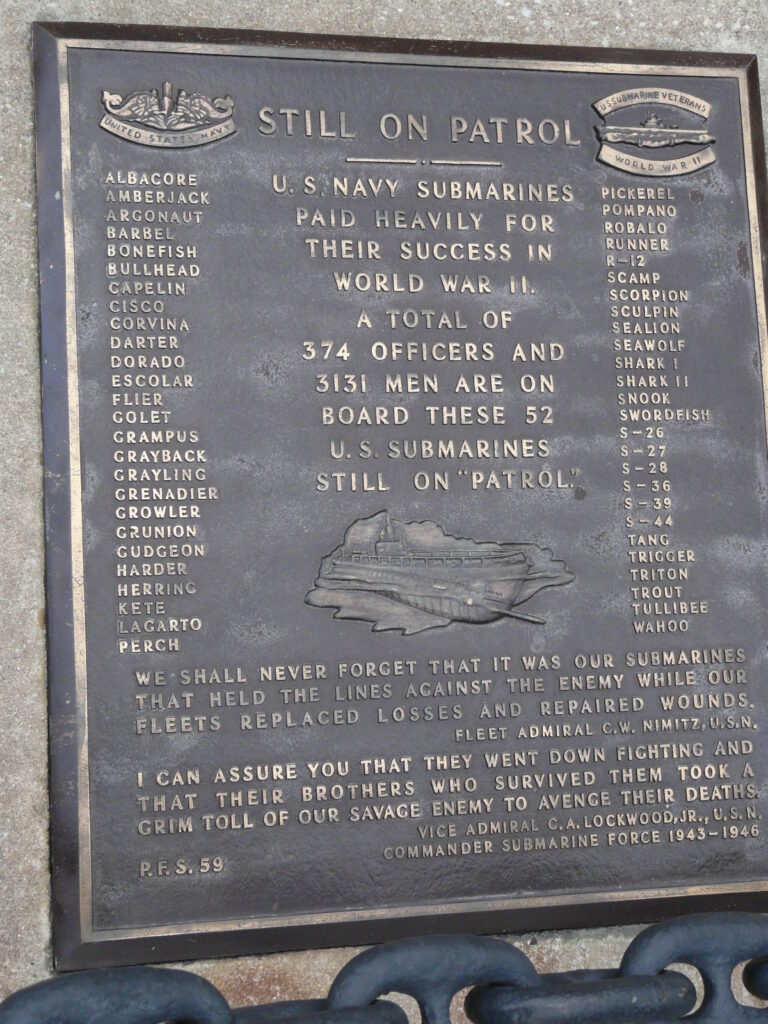 UNITED STATES NAVY
STILL ON PATROL
U.S. SUBMARINE VETERANS
WORLD WAR II
ALBACORE
AMBERJACK
ARGONAUT
BARBEL
BONEFISH
BULLHEAD
CAPELIN
CISCO
CORVINA
DARTER
DORADO
ESCOLAR
FLIER
GOLET
GRAMPUS
GRAYBACK
GRAYLING
GRENADIER
GROWLER
GRUNION
GUDGEON
HARDER
HERRING
KETE
LAGARTO
PERCH
U.S. NAVY SUBMARINES
PAID HEAVILY FOR
THEIR SUCCESS IN
WORLD WAR II.
A TOTAL OF
374 OFFICERS AND
3131 MEN ARE ON
BOARD THESE 52
U.S. SUBMARINES
STILL ON "PATROL."
PICKEREL
POMPANO
ROBALO
RUNNER
R-12
SCAMP
SCORPION
SCULPIN
SEALION
SEAWOLF
SHARK I
SHARK II
SNOOK
SWORDFISH
S-26
S-27
S-28
S-36
S-39
S-44
TANG
TRIGGER
TRITON
TROUT
TULLIBEE
WAHOO
WE SHALL NEVER FORGET THAT IT WAS OUR SUBMARINES
THAT HELD THE LINES AGAINST THE ENEMY WHILE OUR
FLEETS REPLACED LOSSES AND REPAIRED WOUNDS.
FLEET ADMIRAL C.W. NIMITZ, U.S.N.
I CAN ASSURE YOU THAT THEY WENT DOWN FIGHTING AND
THAT THEIR BROTHERS WHO SURVIVED THEM TOOK A
GRIM TOLL OF OUR SAVAGE ENEMY TO AVENGE THEIR DEATHS.
VICE ADMIRAL C.A. LOCKWOOD, JR., U.S.N.
COMMANDER SUBMARINE FORCE 1943-1946
P.F.S. 59